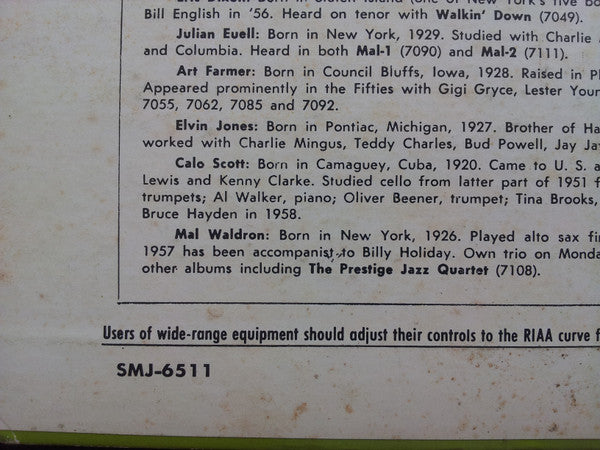 Bill English in '56. Heard on tenor with Walkin' Down (7049).
Julian Euell: Born in New York, 1929. Studied with Charlie
and Columbia. Heard in both Mal-1 (7090) and Mal-2 (7111).
Art Farmer: Born in Council Bluffs, Iowa, 1928. Raised in
Appeared prominently in the Fifties with Gigi Gryce, Lester
7055, 7062, 7085 and 7092.
Elvin Jones: Born in Pontiac, Michigan, 1927. Brother of
worked with Charlie Mingus, Teddy Charles, Bud Powell, Jay
Calo Scott: Born in Camaguey, Cuba, 1920. Came to U. S.
Lewis and Kenny Clarke. Studied cello from latter part of 1951
trumpets; Al Walker, piano; Oliver Beener, trumpet; Tina Brooks,
Bruce Hayden in 1958.
Mal Waldron: Born in New York, 1926. Played alto sax
1957 has been accompanist to Billy Holiday. Own trio on
other albums including The Prestige Jazz Quartet (7108).
Users of wide-range equipment should adjust their controls to the RIAA curve
SMJ-6511